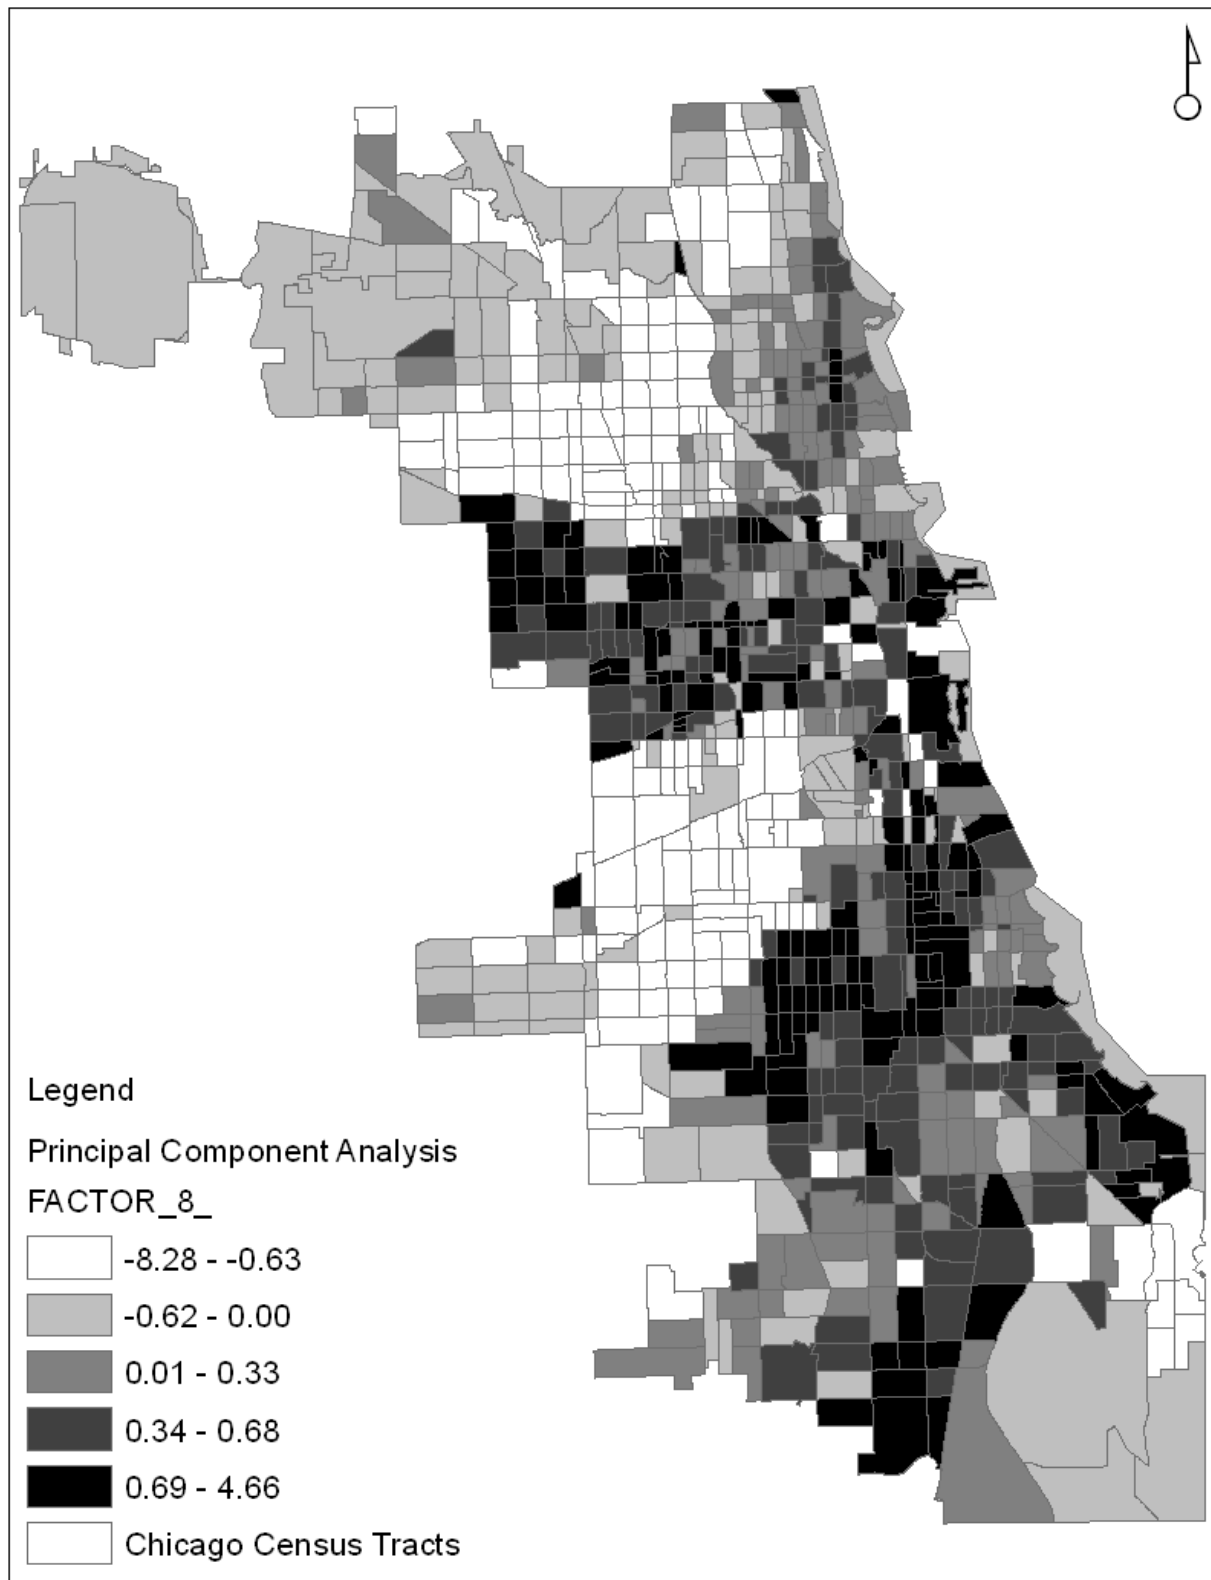 Legend
Principal Component Analysis
FACTOR_8_
-8.28 - -0.63
-0.62 - 0.00
0.01 - 0.33
0.34 - 0.68
0.69 - 4.66
Chicago Census Tracts